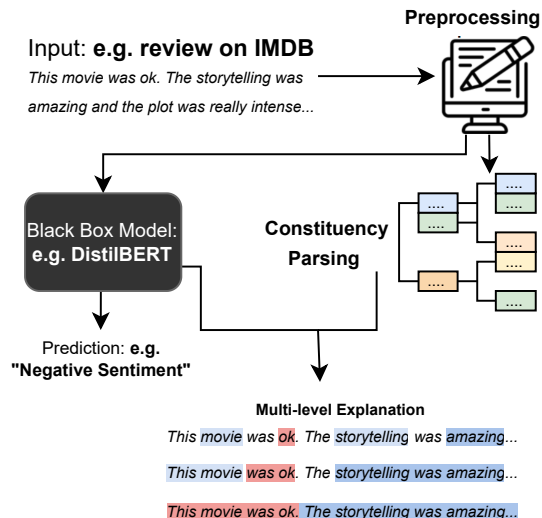 Preprocessing
Input: e.g. review on IMDB
This movie was ok. The storytelling was
amazing and the plot was really intense...
Black Box Model:
e.g. DistilBERT
Constituency
Parsing
....
....
....
....
....
....
....
....
Prediction: e.g.
"Negative Sentiment"
Multi-level Explanation
This movie was ok. The storytelling was amazing...
This movie was ok. The storytelling was amazing...
This movie was ok. The storytelling was amazing...